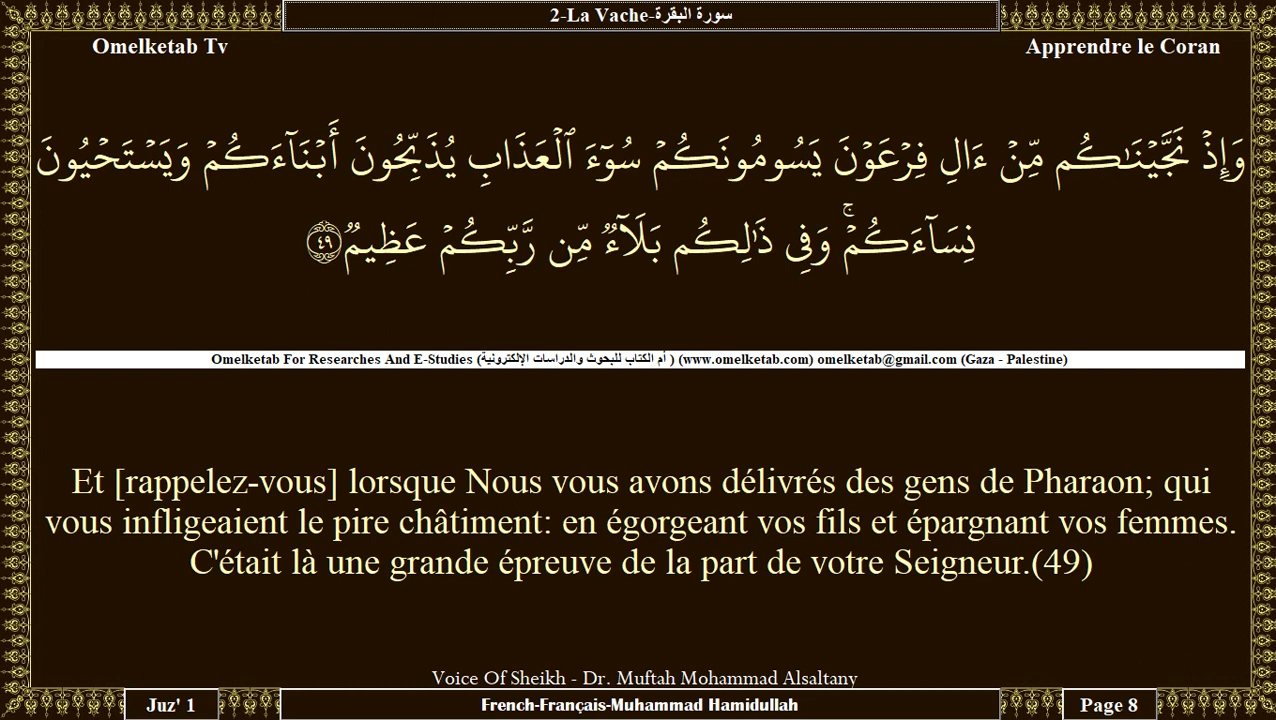 2-La Vache-سورة البقرة
Omelketab Tv
Apprendre le Coran
وَإِذۡ نَجَّيۡنَٰكُم مِّنۡ ءَالِ فِرۡعَوۡنَ يَسُومُونَكُمۡ سُوٓءَ ٱلۡعَذَابِ يُذَبِّحُونَ أَبۡنَآءَكُمۡ وَيَسۡتَحۡيُونَ
نِسَآءَكُمۡۚ وَفِي ذَٰلِكُم بَلَآءٞ مِّن رَّبِّكُمۡ عَظِيمٞ ٤٩
Omelketab For Researches And E-Studies (أم الكتاب للبحوث والدراسات الإلكترونية ) (www.omelketab.com) omelketab@gmail.com (Gaza - Palestine)
Et [rappelez-vous] lorsque Nous vous avons délivrés des gens de Pharaon; qui
vous infligeaient le pire châtiment: en égorgeant vos fils et épargnant vos femmes.
C'était là une grande épreuve de la part de votre Seigneur.(49)
Voice Of Sheikh - Dr. Muftah Mohammad Alsaltany
Juz' 1
French-Français-Muhammad Hamidullah
Page 8